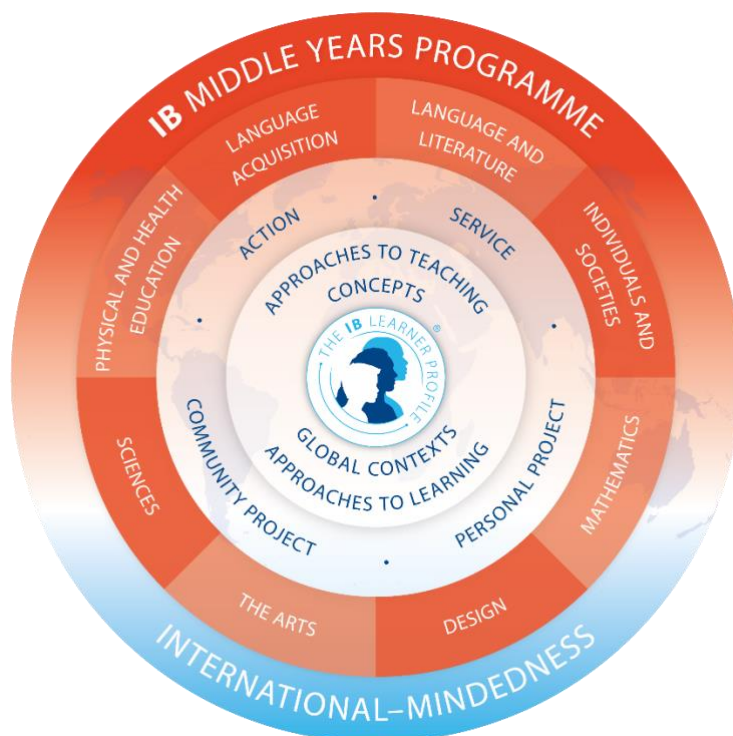 IB MIDDLE YEARS PROGRAMME
LANGUAGE
ACQUISITION
LANGUAGE AND
LITERATURE
INDIVIDUALS AND
SOCIETIES
MATHEMATICS
DESIGN
THE ARTS
SCIENCES
PHYSICAL AND HEALTH
EDUCATION
ACTION
SERVICE
PERSONAL PROJECT
COMMUNITY PROJECT
APPROACHES TO TEACHING
CONCEPTS
THE IB LEARNER PROFILE ®
GLOBAL CONTEXTS
APPROACHES TO LEARNING
INTERNATIONAL–MINDEDNESS